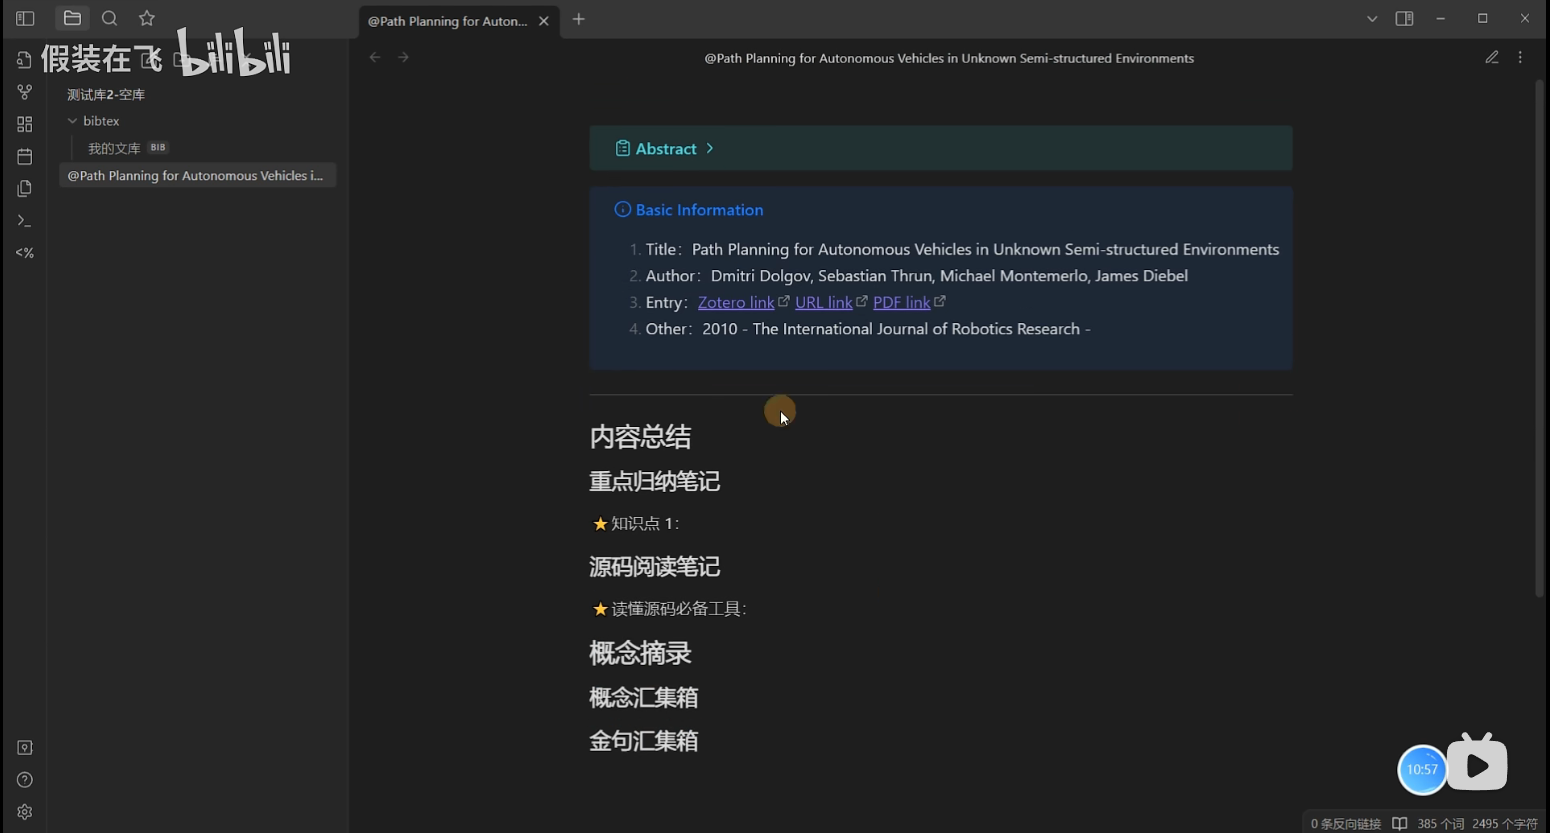 @Path Planning for Auton...
假装在飞 bilibili
@Path Planning for Autonomous Vehicles in Unknown Semi-structured Environments
测试库2-空库
bibtex
我的文库 BIB
@Path Planning for Autonomous Vehicles i...
Abstract
Basic Information
1. Title：Path Planning for Autonomous Vehicles in Unknown Semi-structured Environments
2. Author：Dmitri Dolgov, Sebastian Thrun, Michael Montemerlo, James Diebel
3. Entry：Zotero link URL link PDF link
4. Other：2010 - The International Journal of Robotics Research -
内容总结
重点归纳笔记
⭐知识点 1：
源码阅读笔记
⭐读懂源码必备工具：
概念摘录
概念汇集箱
金句汇集箱
10:57
0 条反向链接 385 个词 2495 个字符